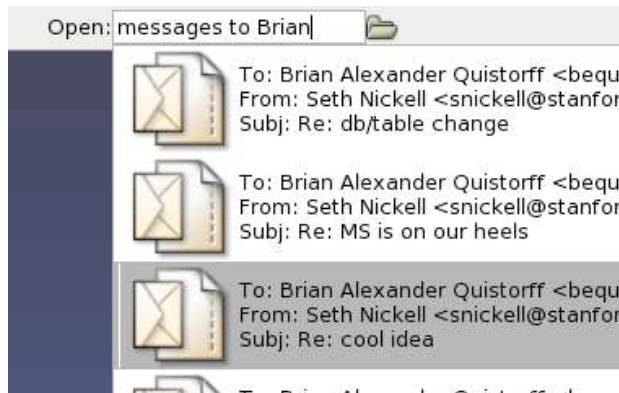 Open: messages to Brian
To: Brian Alexander Quistorff <bequ
From: Seth Nickell <snickell@stanfor
Subj: Re: db/table change
To: Brian Alexander Quistorff <bequ
From: Seth Nickell <snickell@stanfor
Subj: Re: MS is on our heels
To: Brian Alexander Quistorff <bequ
From: Seth Nickell <snickell@stanfor
Subj: Re: cool idea